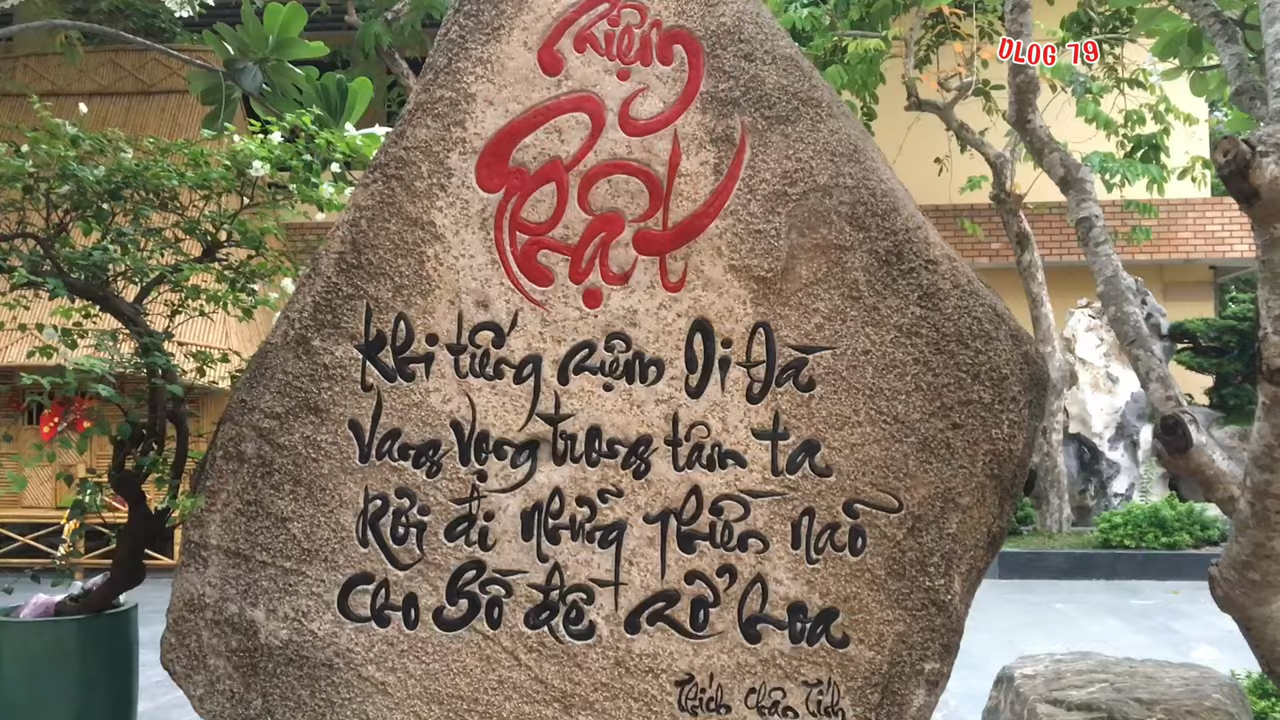 VLOG 79
Niệm
Phật
Khi tiếng niệm Di Đà
Vang vọng trong tâm ta
Rơi đi những phiền não
Cho Bồ đề nở hoa
Thích Chân Tính